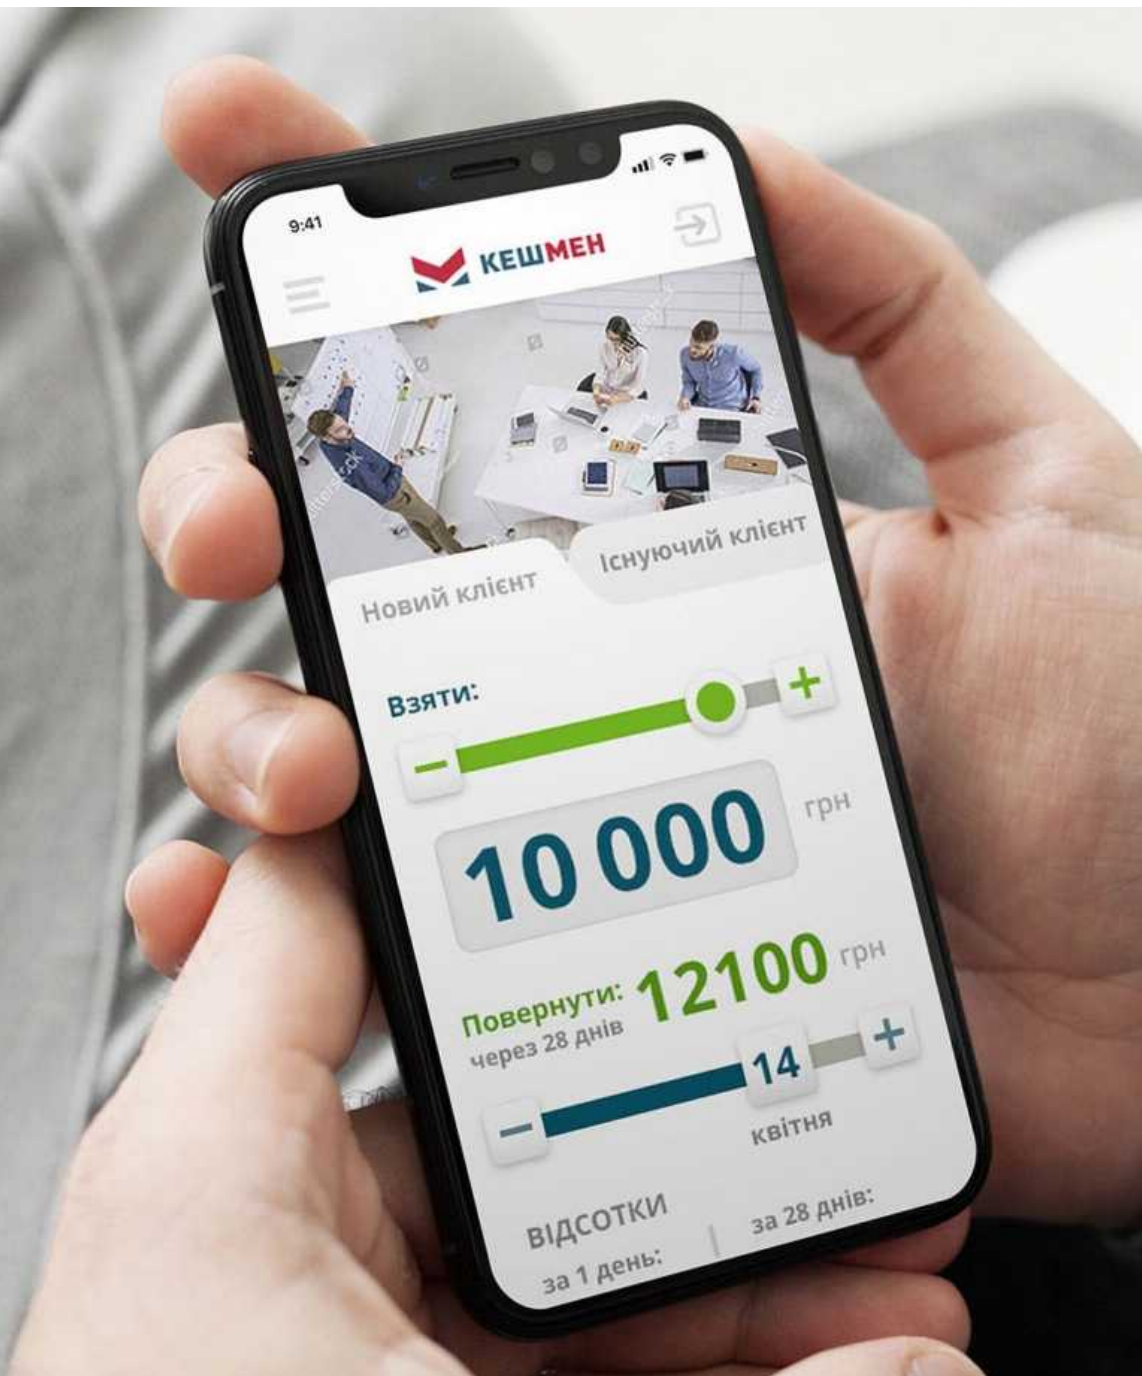 9:41
КЕШМЕН
Новий клієнт
Існуючий клієнт
Взяти:
10 000 грн
Повернути: 12100 грн
через 28 днів
14
квітня
ВІДСОТКИ
за 1 день:
за 28 днів: